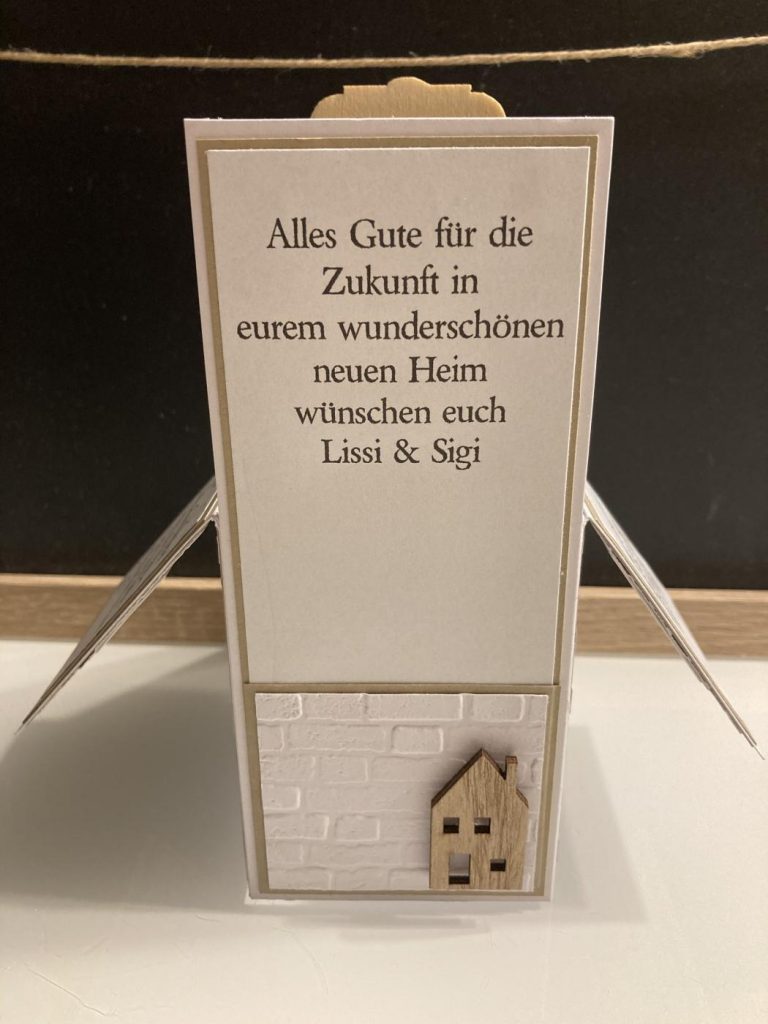 Alles Gute für die
Zukunft in
eurem wunderschönen
neuen Heim
wünschen euch
Lissi & Sigi